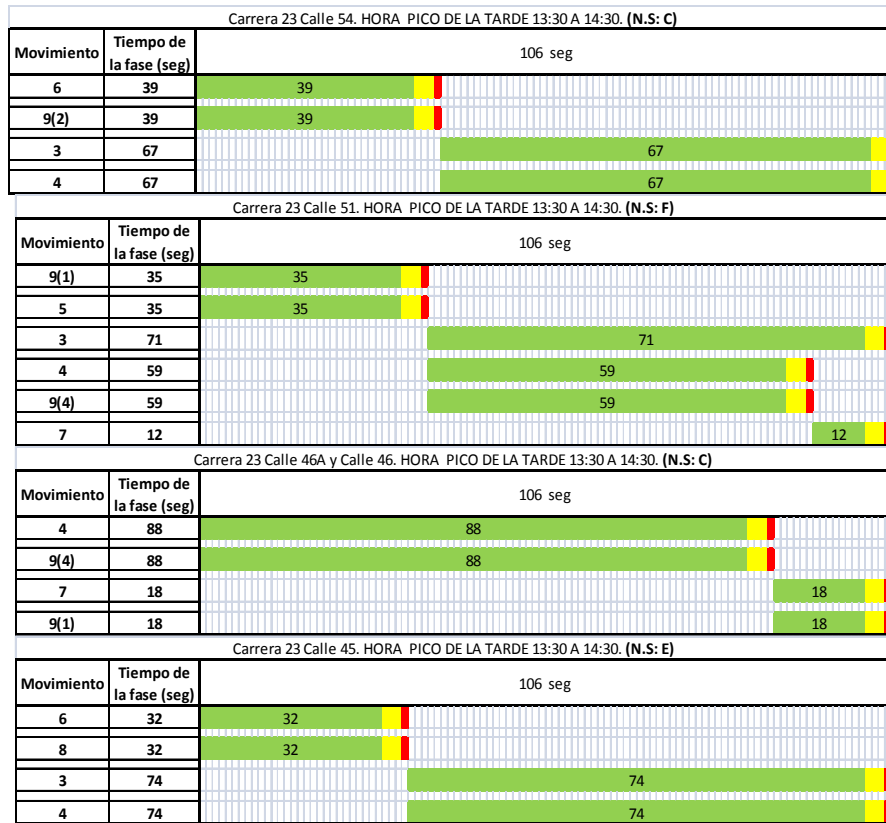 Carrera 23 Calle 54. HORA PICO DE LA TARDE 13:30 A 14:30. (N.S: C)
Movimiento Tiempo de la fase (seg) 106 seg
6 39 39
9(2) 39 39
3 67 67
4 67 67
Carrera 23 Calle 51. HORA PICO DE LA TARDE 13:30 A 14:30. (N.S: F)
Movimiento Tiempo de la fase (seg) 106 seg
9(1) 35 35
5 35 35
3 71 71
4 59 59
9(4) 59 59
7 12 12
Carrera 23 Calle 46A y Calle 46. HORA PICO DE LA TARDE 13:30 A 14:30. (N.S: C)
Movimiento Tiempo de la fase (seg) 106 seg
4 88 88
9(4) 88 88
7 18 18
9(1) 18 18
Carrera 23 Calle 45. HORA PICO DE LA TARDE 13:30 A 14:30. (N.S: E)
Movimiento Tiempo de la fase (seg) 106 seg
6 32 32
8 32 32
3 74 74
4 74 74